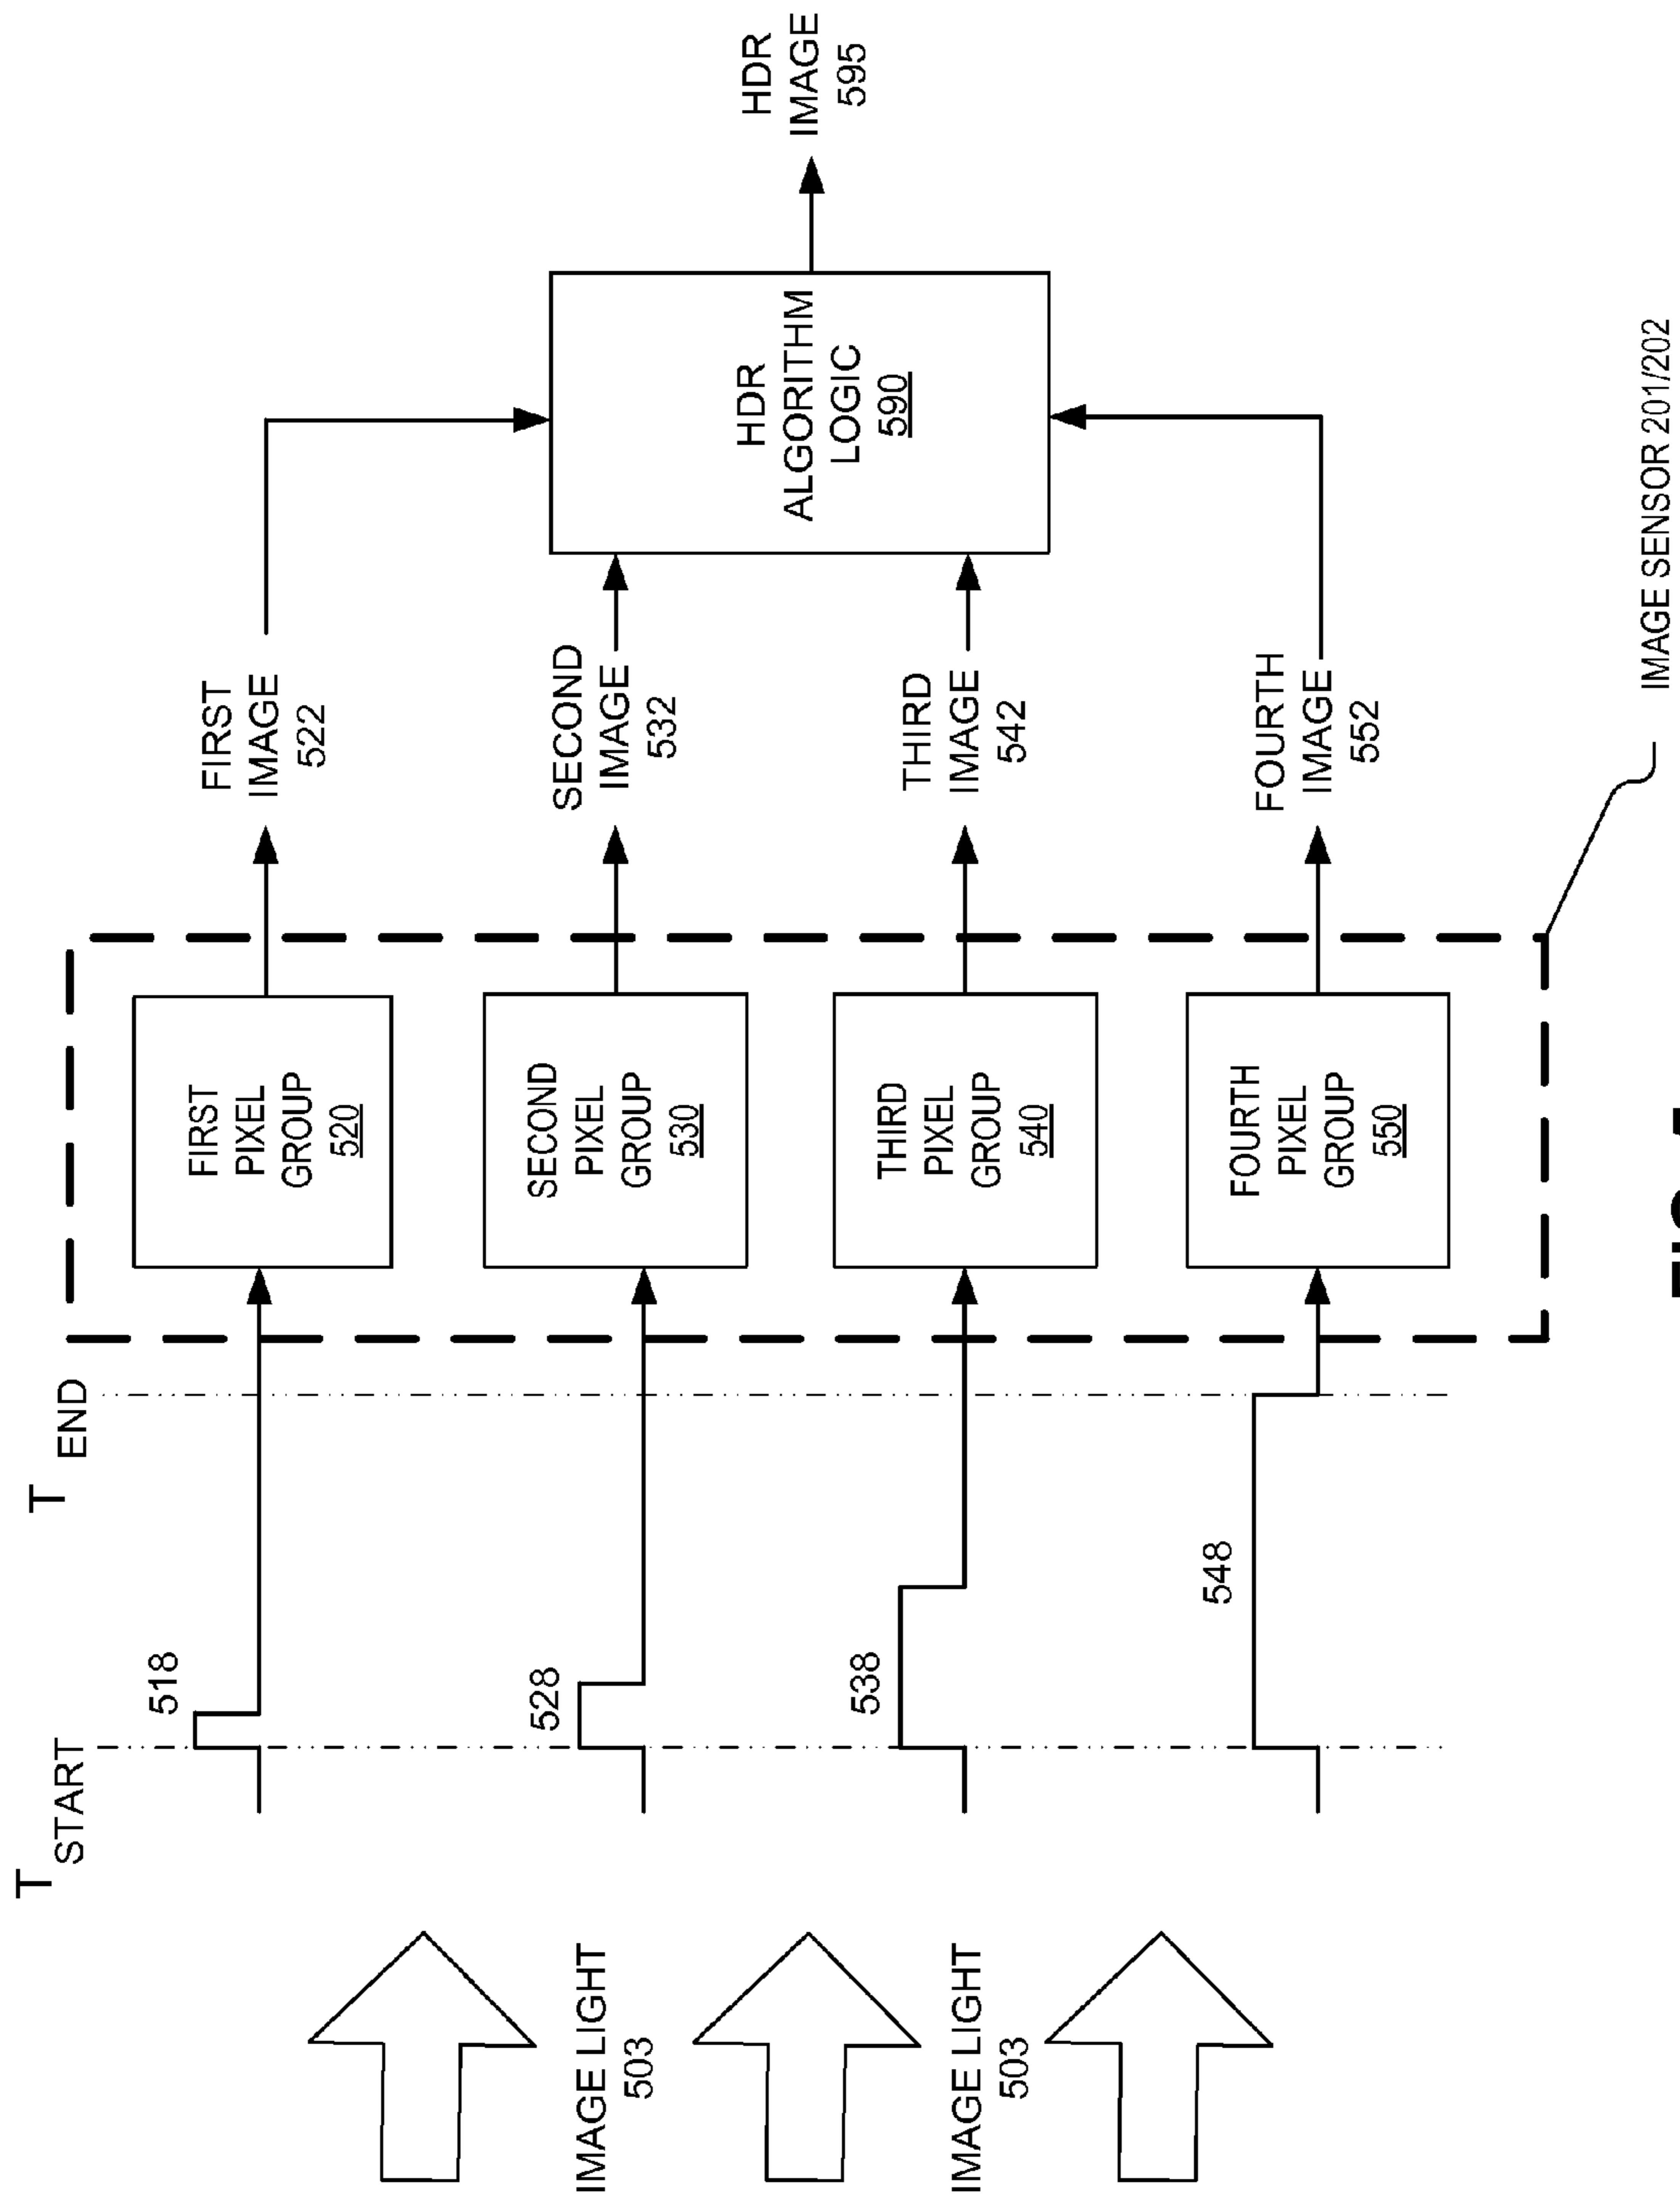 T START
T END
518
528
538
548
IMAGE LIGHT
503
IMAGE LIGHT
503
FIRST
PIXEL
GROUP
520
SECOND
PIXEL
GROUP
530
THIRD
PIXEL
GROUP
540
FOURTH
PIXEL
GROUP
550
FIRST
IMAGE
522
SECOND
IMAGE
532
THIRD
IMAGE
542
FOURTH
IMAGE
552
HDR
ALGORITHM
LOGIC
590
HDR
IMAGE
595
IMAGE SENSOR 201/202